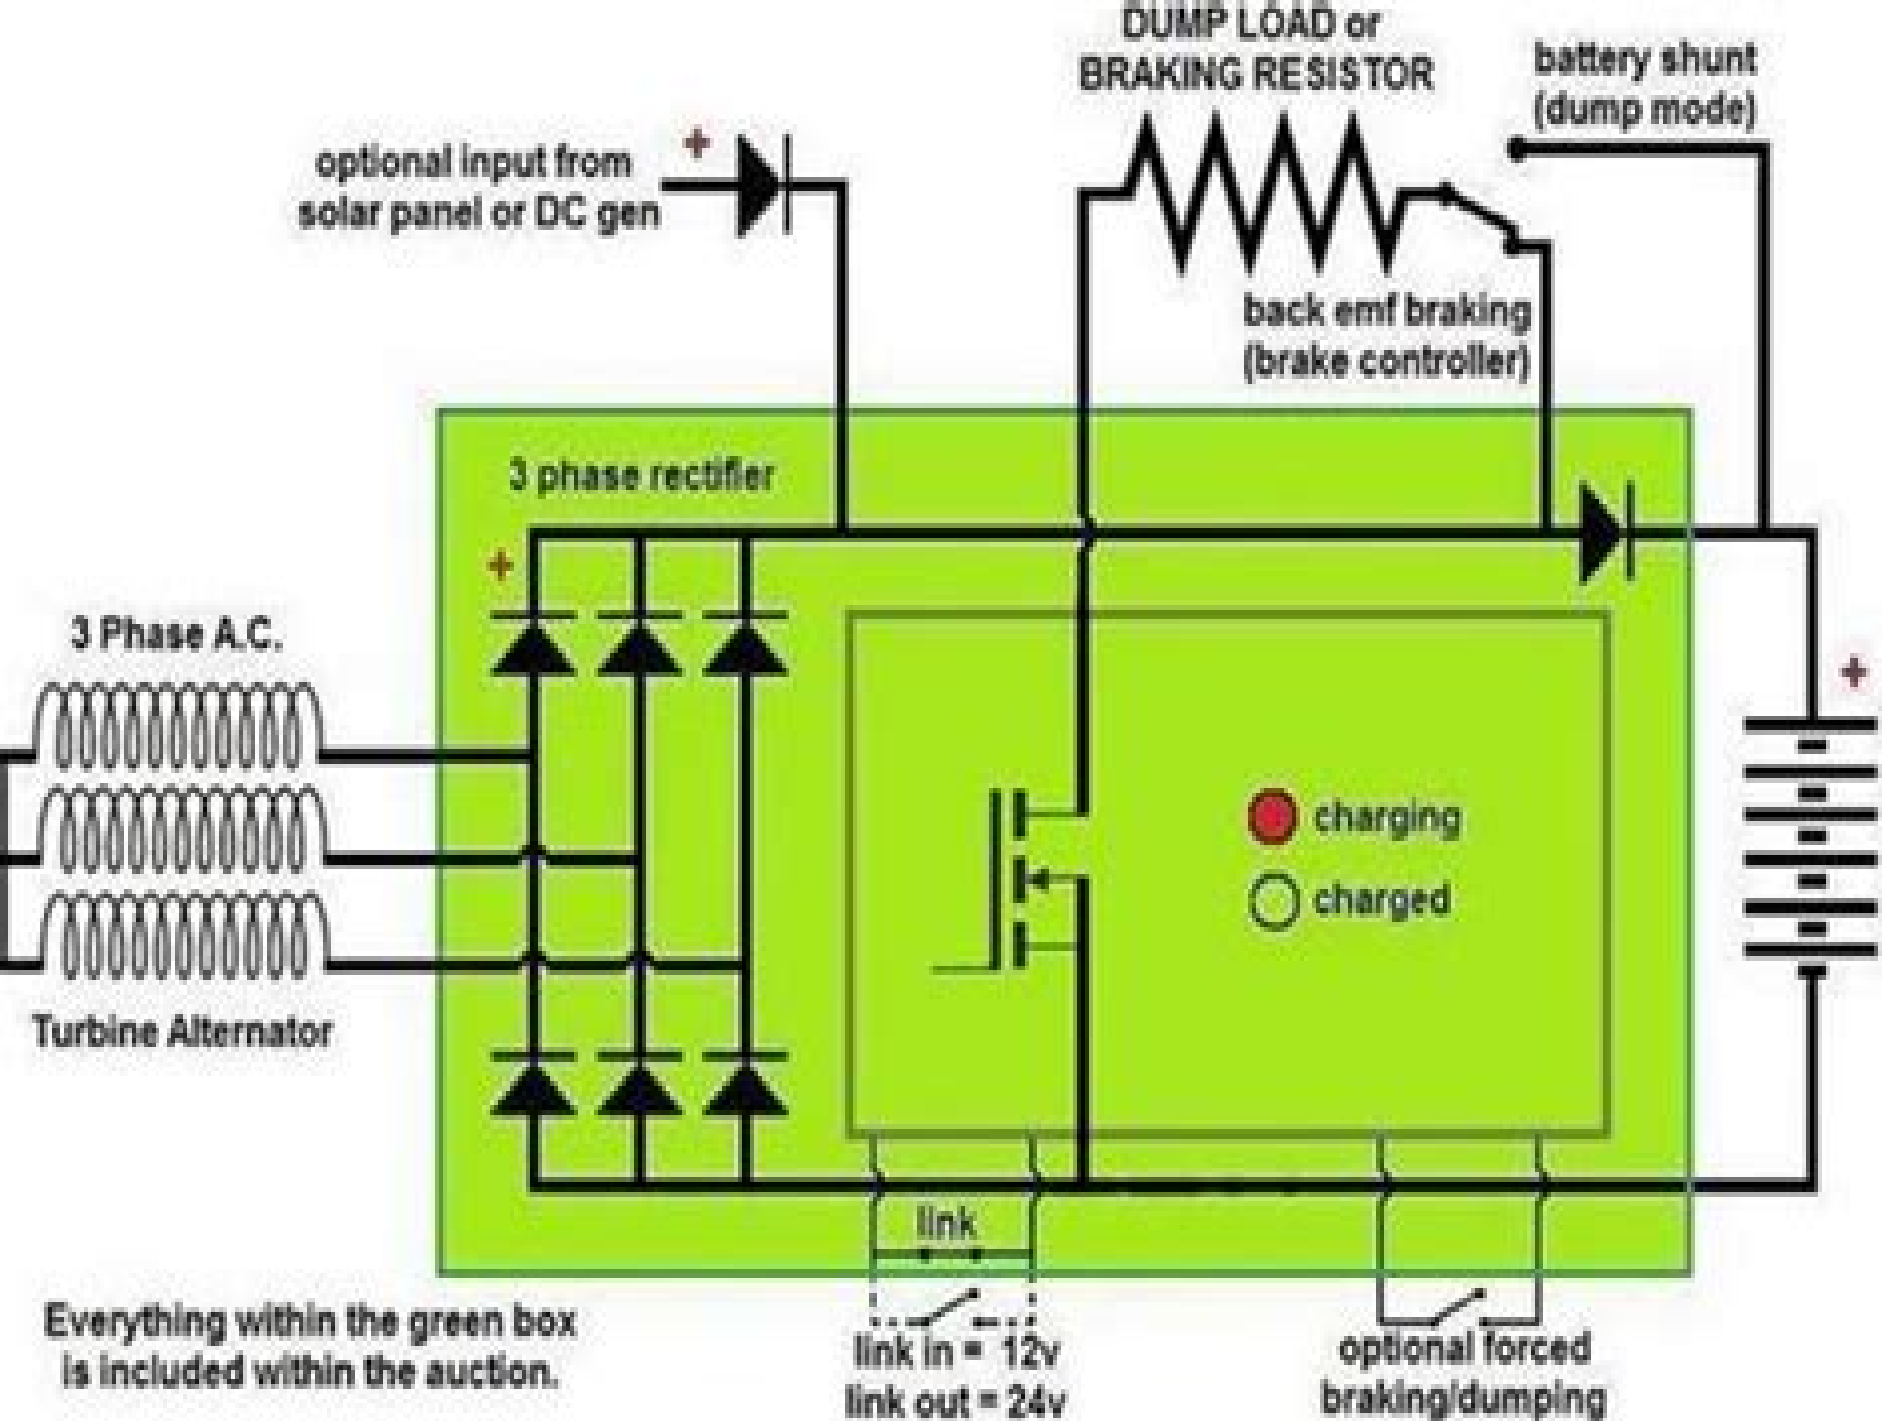 DUMP LOAD or
BRAKING RESISTOR
battery shunt
(dump mode)
optional input from
solar panel or DC gen
+
back emf braking
(brake controller)
3 phase rectifier
+
3 Phase A.C.
+
charging
charged
Turbine Alternator
link
Everything within the green box
is included within the auction.
link in = 12v
link out = 24v
optional forced
braking/dumping